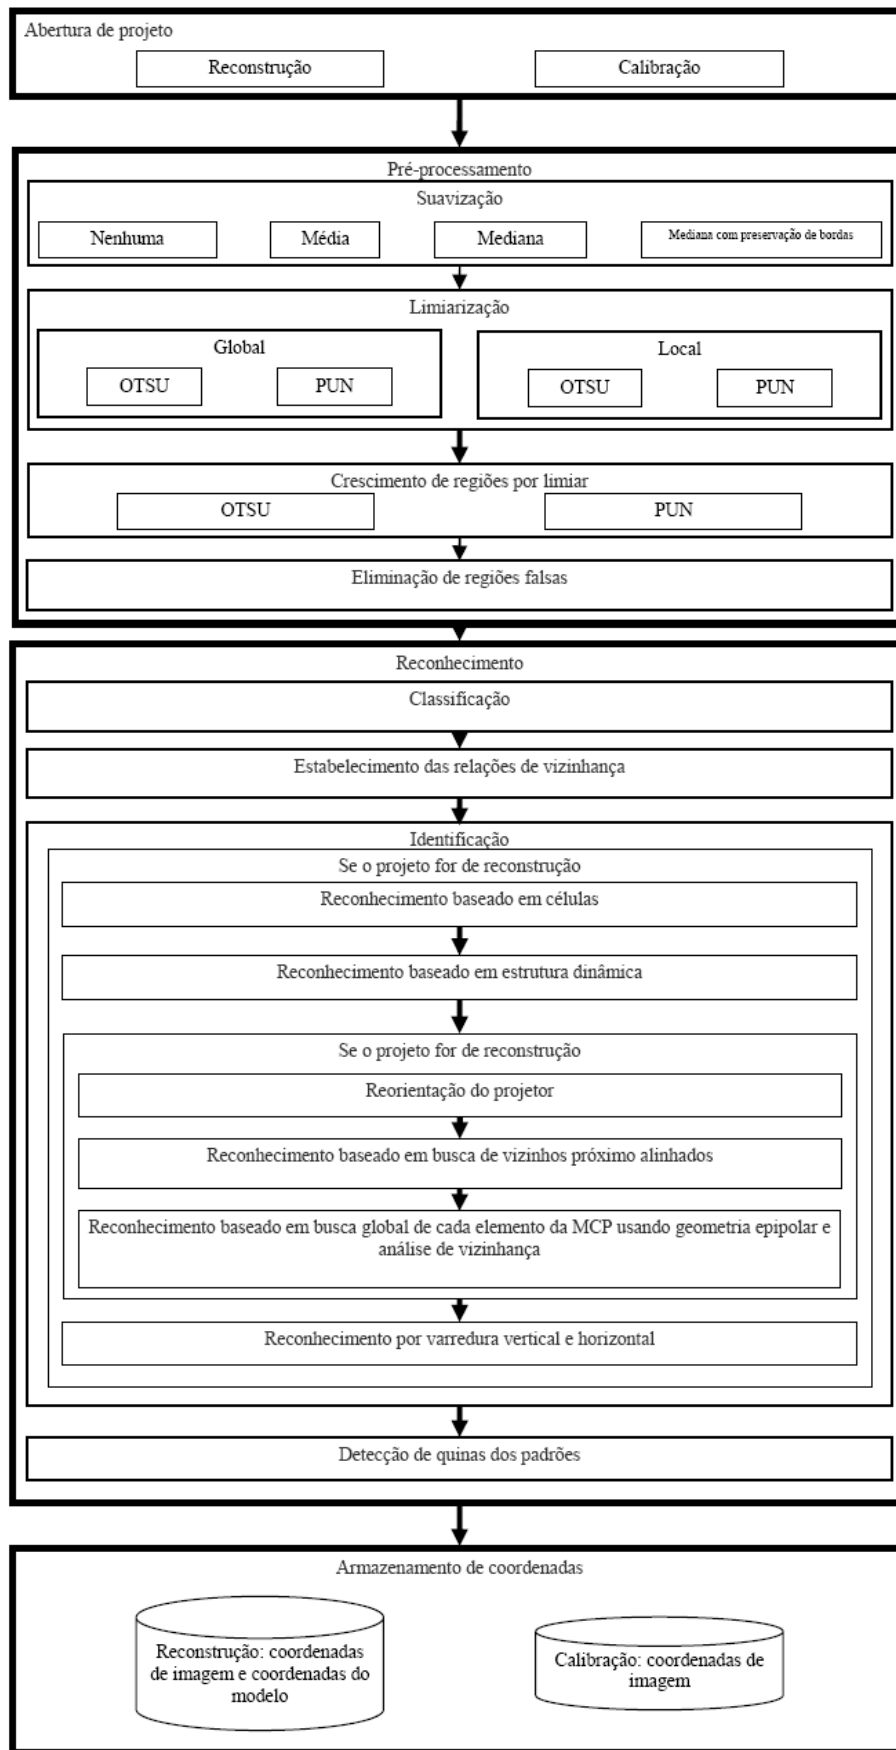 Abertura de projeto
Reconstrução
Calibração
Pré-processamento
Suavização
Nenhuma
Média
Mediana
Mediana com preservação de bordas
Limiarização
Global
OTSU
PUN
Local
OTSU
PUN
Crescimento de regiões por limiar
OTSU
PUN
Eliminação de regiões falsas
Reconhecimento
Classificação
Estabelecimento das relações de vizinhança
Identificação
Se o projeto for de reconstrução
Reconhecimento baseado em células
Reconhecimento baseado em estrutura dinâmica
Se o projeto for de reconstrução
Reorientação do projetor
Reconhecimento baseado em busca de vizinhos próximo alinhados
Reconhecimento baseado em busca global de cada elemento da MCP usando geometria epipolar e
análise de vizinhança
Reconhecimento por varredura vertical e horizontal
Detecção de quinas dos padrões
Armazenamento de coordenadas
Reconstrução: coordenadas
de imagem e coordenadas do
modelo
Calibração: coordenadas de
imagem